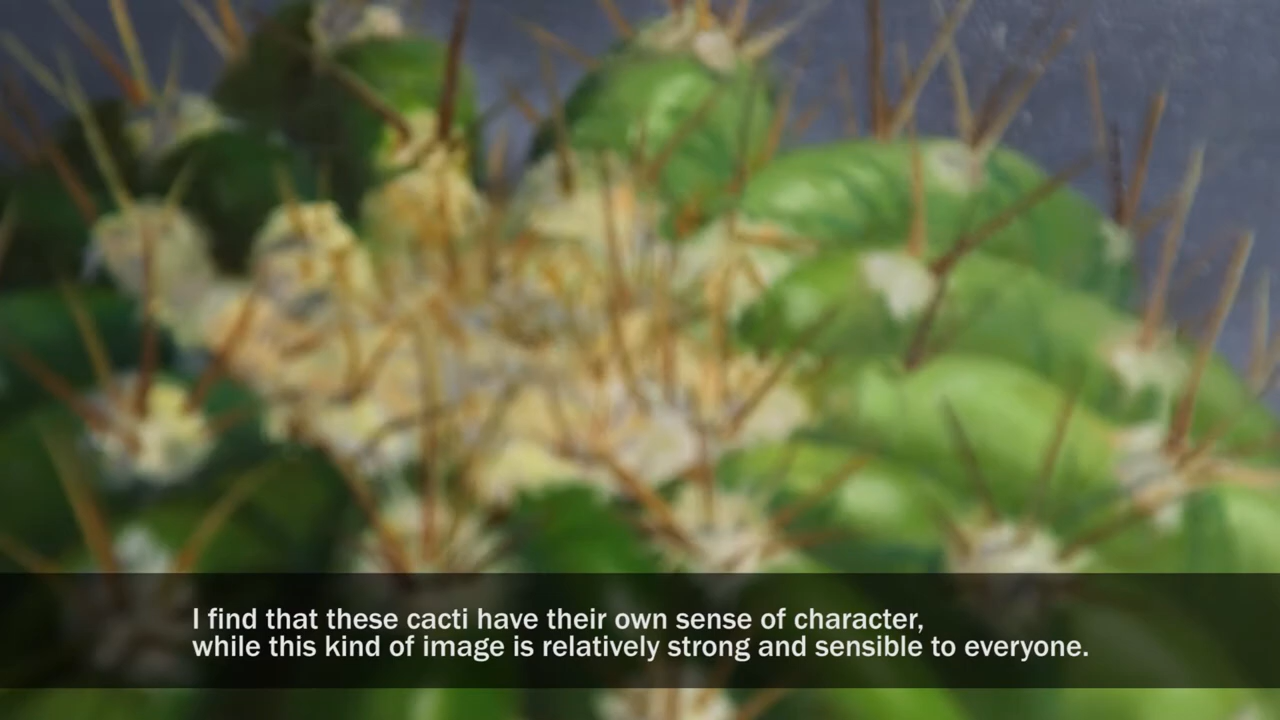 I find that these cacti have their own sense of character,
while this kind of image is relatively strong and sensible to everyone.